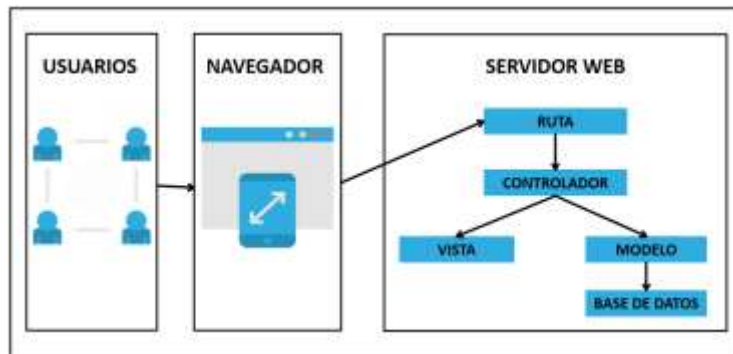 USUARIOS
NAVEGADOR
SERVIDOR WEB
RUTA
CONTROLADOR
VISTA
MODELO
BASE DE DATOS